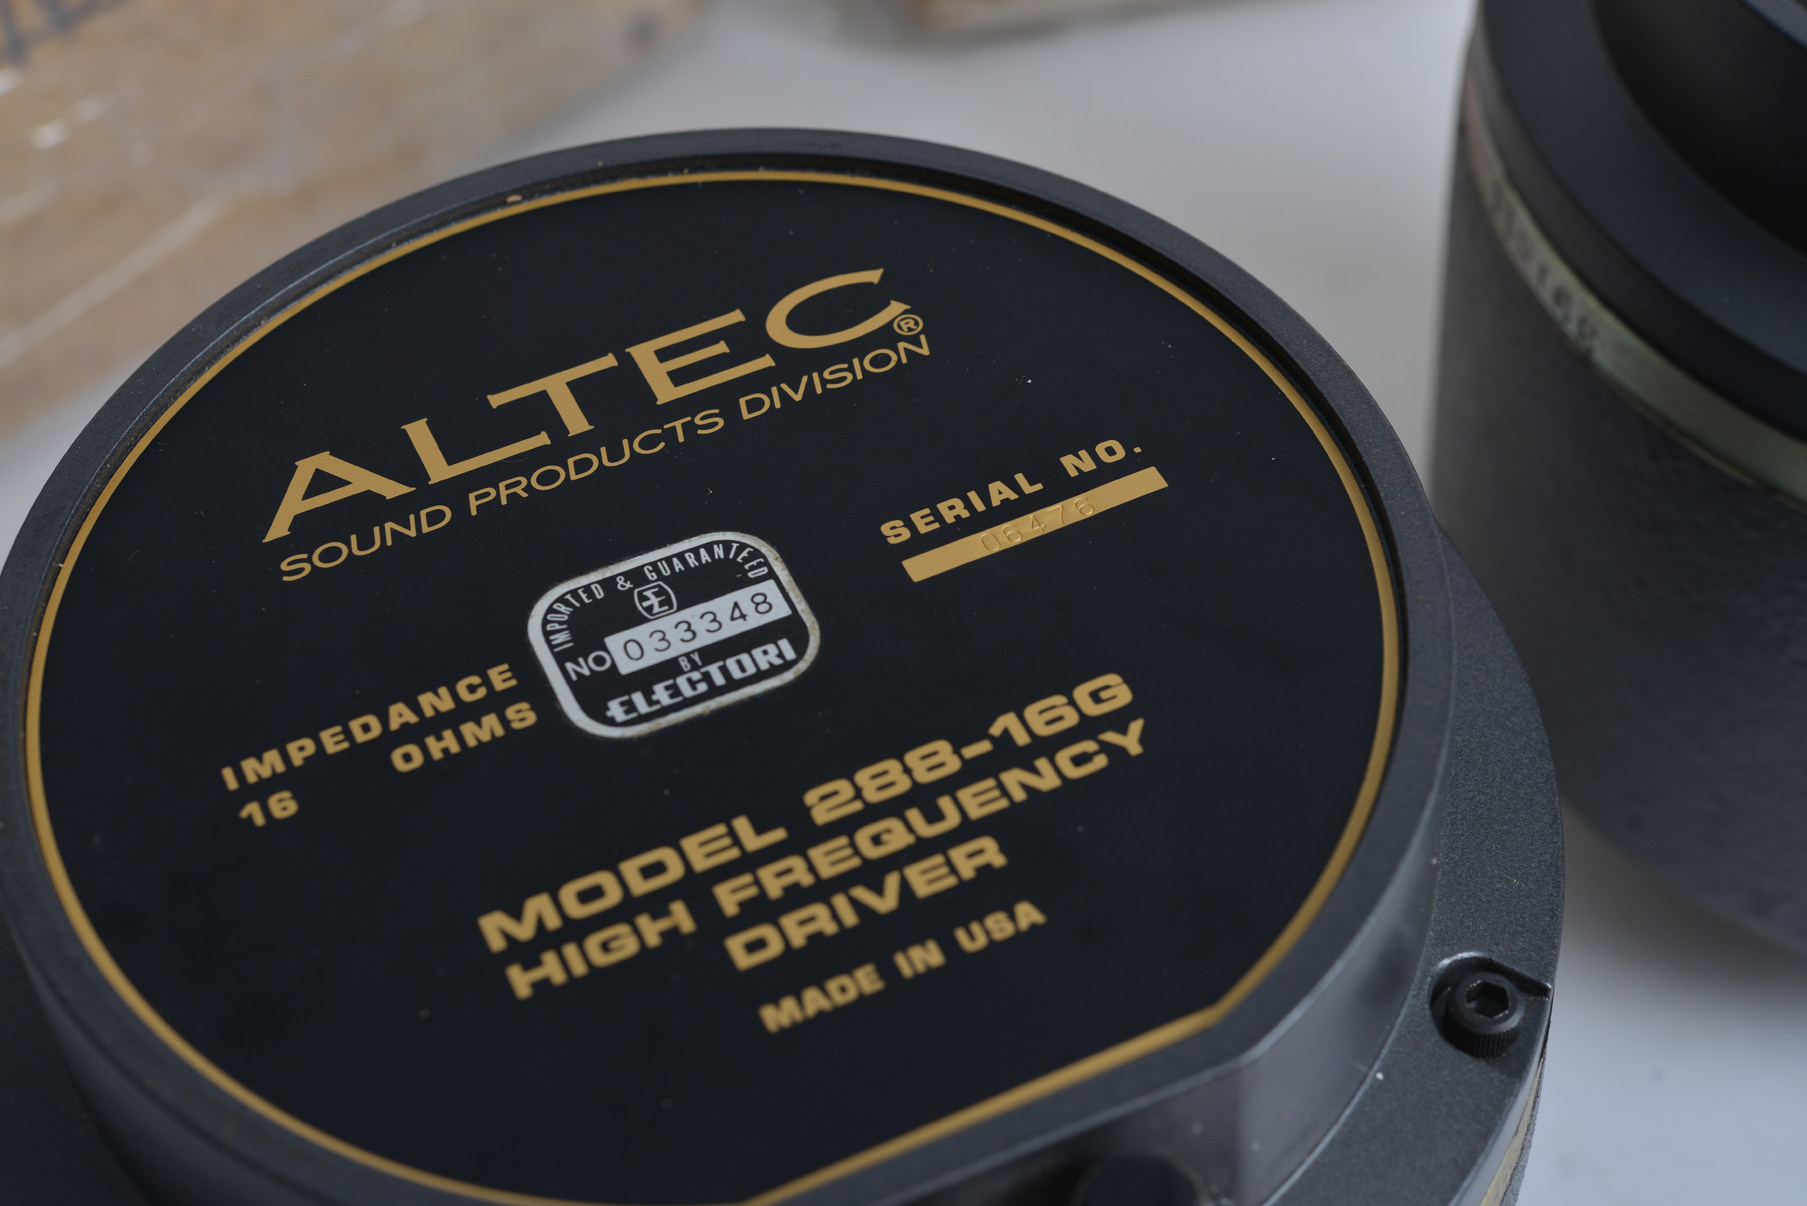 ALTEC®
SOUND PRODUCTS DIVISION
SERIAL NO.
06476
IMPORTED & GUARANTEED
E
NO 033348
BY
ELECTORI
IMPEDANCE
16 OHMS
MODEL 288-16G
HIGH FREQUENCY
DRIVER
MADE IN USA